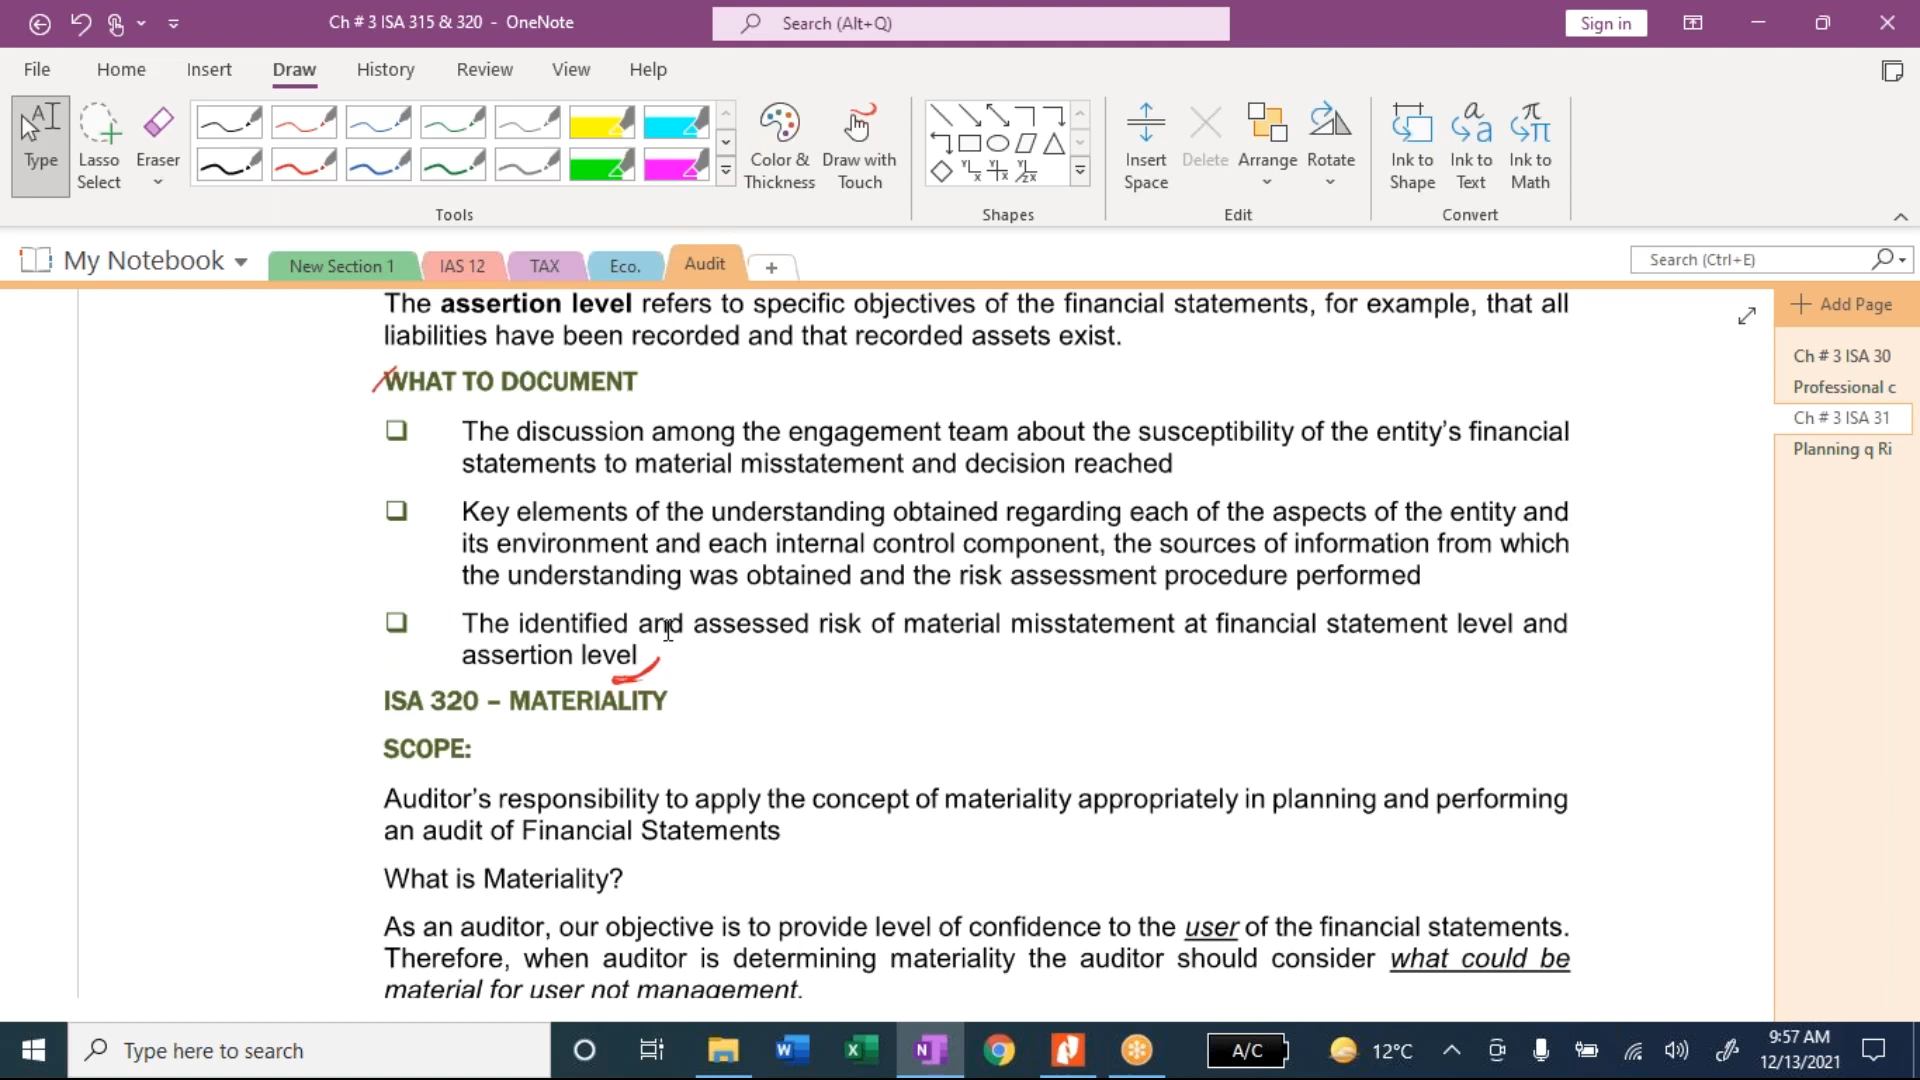 Ch # 3 ISA 315 & 320 - OneNote
Search (Alt+Q)
Sign in
File
Home
Insert
Draw
History
Review
View
Help
Type
Lasso Select
Eraser
Color & Thickness
Draw with Touch
Insert Space
Delete
Arrange
Rotate
Ink to Shape
Ink to Text
Ink to Math
Tools
Shapes
Edit
Convert
My Notebook
New Section 1
IAS 12
TAX
Eco.
Audit
Search (Ctrl+E)
Add Page
Ch # 3 ISA 30
Professional c
Ch # 3 ISA 31
Planning q Ri
The assertion level refers to specific objectives of the financial statements, for example, that all
liabilities have been recorded and that recorded assets exist.
WHAT TO DOCUMENT
The discussion among the engagement team about the susceptibility of the entity's financial
statements to material misstatement and decision reached
Key elements of the understanding obtained regarding each of the aspects of the entity and
its environment and each internal control component, the sources of information from which
the understanding was obtained and the risk assessment procedure performed
The identified and assessed risk of material misstatement at financial statement level and
assertion level
ISA 320 – MATERIALITY
SCOPE:
Auditor's responsibility to apply the concept of materiality appropriately in planning and performing
an audit of Financial Statements
What is Materiality?
As an auditor, our objective is to provide level of confidence to the user of the financial statements.
Therefore, when auditor is determining materiality the auditor should consider what could be
material for user not management.
Type here to search
A/C
12°C
9:57 AM
12/13/2021